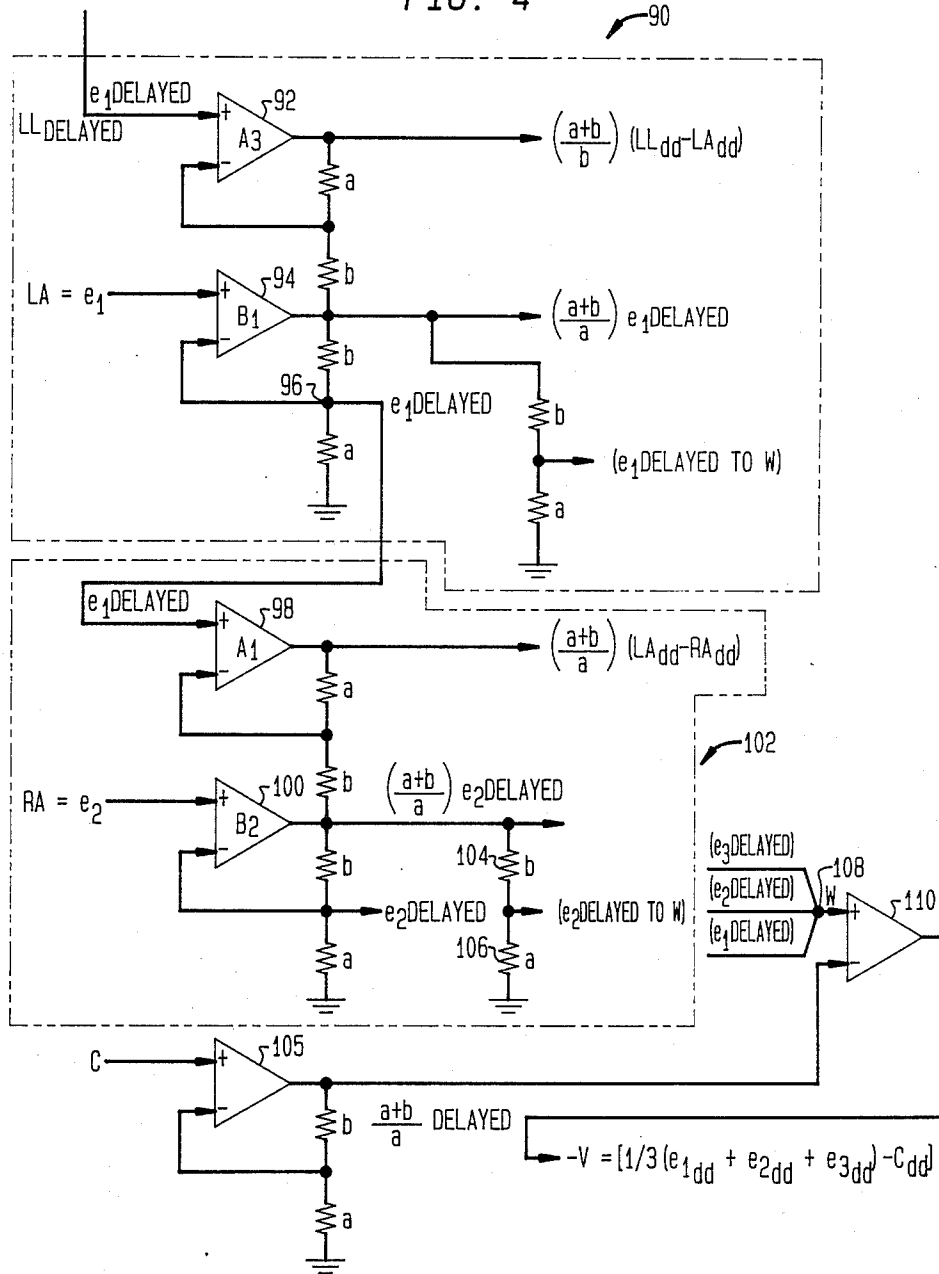 FIG. 4
90
e1DELAYED
LLDELAYED
92
+
A3
-
(a+b/b) (LLdd-LAdd)
a
b
LA = e1
94
+
B1
-
(a+b/a) e1DELAYED
b
96
e1DELAYED
a
b
(e1DELAYED TO W)
a
e1DELAYED
98
+
A1
-
(a+b/a) (LAdd-RAdd)
a
b
102
RA = e2
100
+
B2
-
(a+b/a) e2DELAYED
b
104
b
e2DELAYED
(e2DELAYED TO W)
a
106
a
(e3DELAYED)
(e2DELAYED)
(e1DELAYED)
108
W
+
-
110
C
105
+
-
b
a+b/a DELAYED
a
-V = [1/3 (e1dd + e2dd + e3dd) -Cdd]